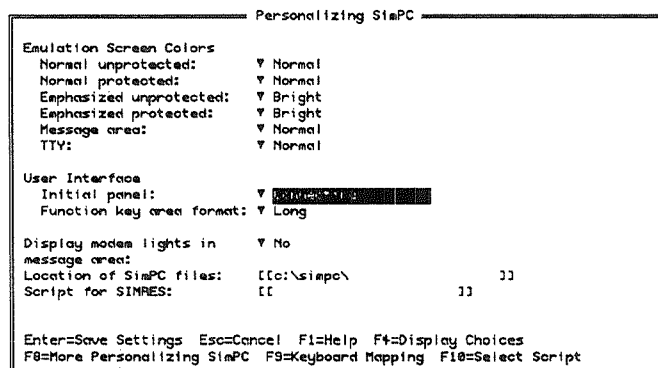 Personalizing SimPC
Emulation Screen Colors
Normal unprotected: ▼ Normal
Normal protected: ▼ Normal
Emphasized unprotected: ▼ Bright
Emphasized protected: ▼ Bright
Message area: ▼ Normal
TTY: ▼ Normal
User Interface
Initial panel: ▼
Function key area format: ▼ Long
Display modem lights in ▼ No
message area:
Location of SimPC files: [[c:\simpc\ ]]
Script for SIMRES: [[ ]]
Enter=Save Settings Esc=Cancel F1=Help F4=Display Choices
F8=More Personalizing SimPC F9=Keyboard Mapping F10=Select Script